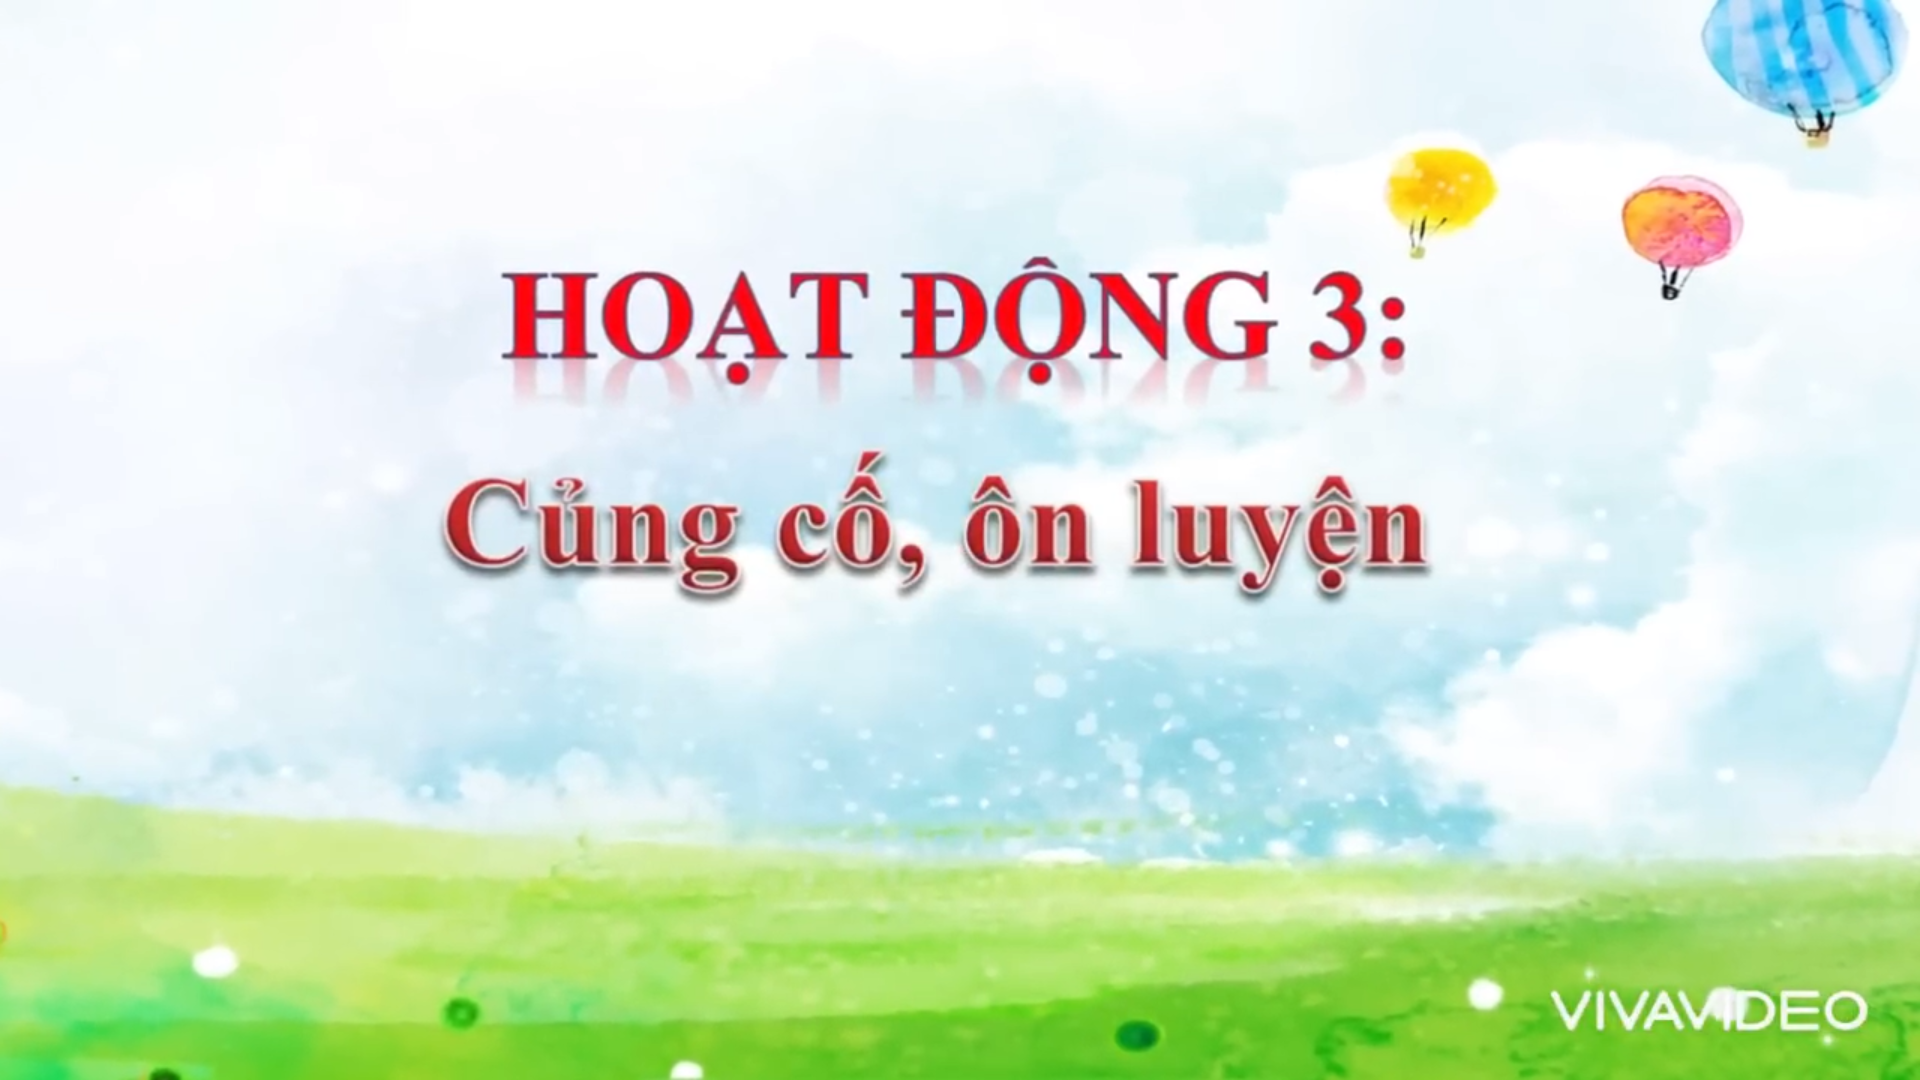 HOẠT ĐỘNG 3:
Củng cố, ôn luyện
VIVAVIDEO